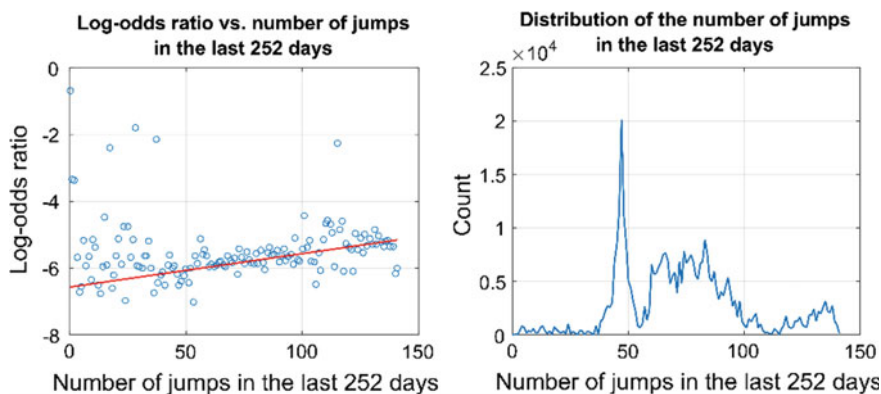 Log-odds ratio vs. number of jumps
in the last 252 days
0
-2
-4
-6
-8
Log-odds ratio
0
50
100
150
Number of jumps in the last 252 days
Distribution of the number of jumps
in the last 252 days
×10⁴
2.5
2
1.5
1
0.5
0
Count
0
50
100
150
Number of jumps in the last 252 days